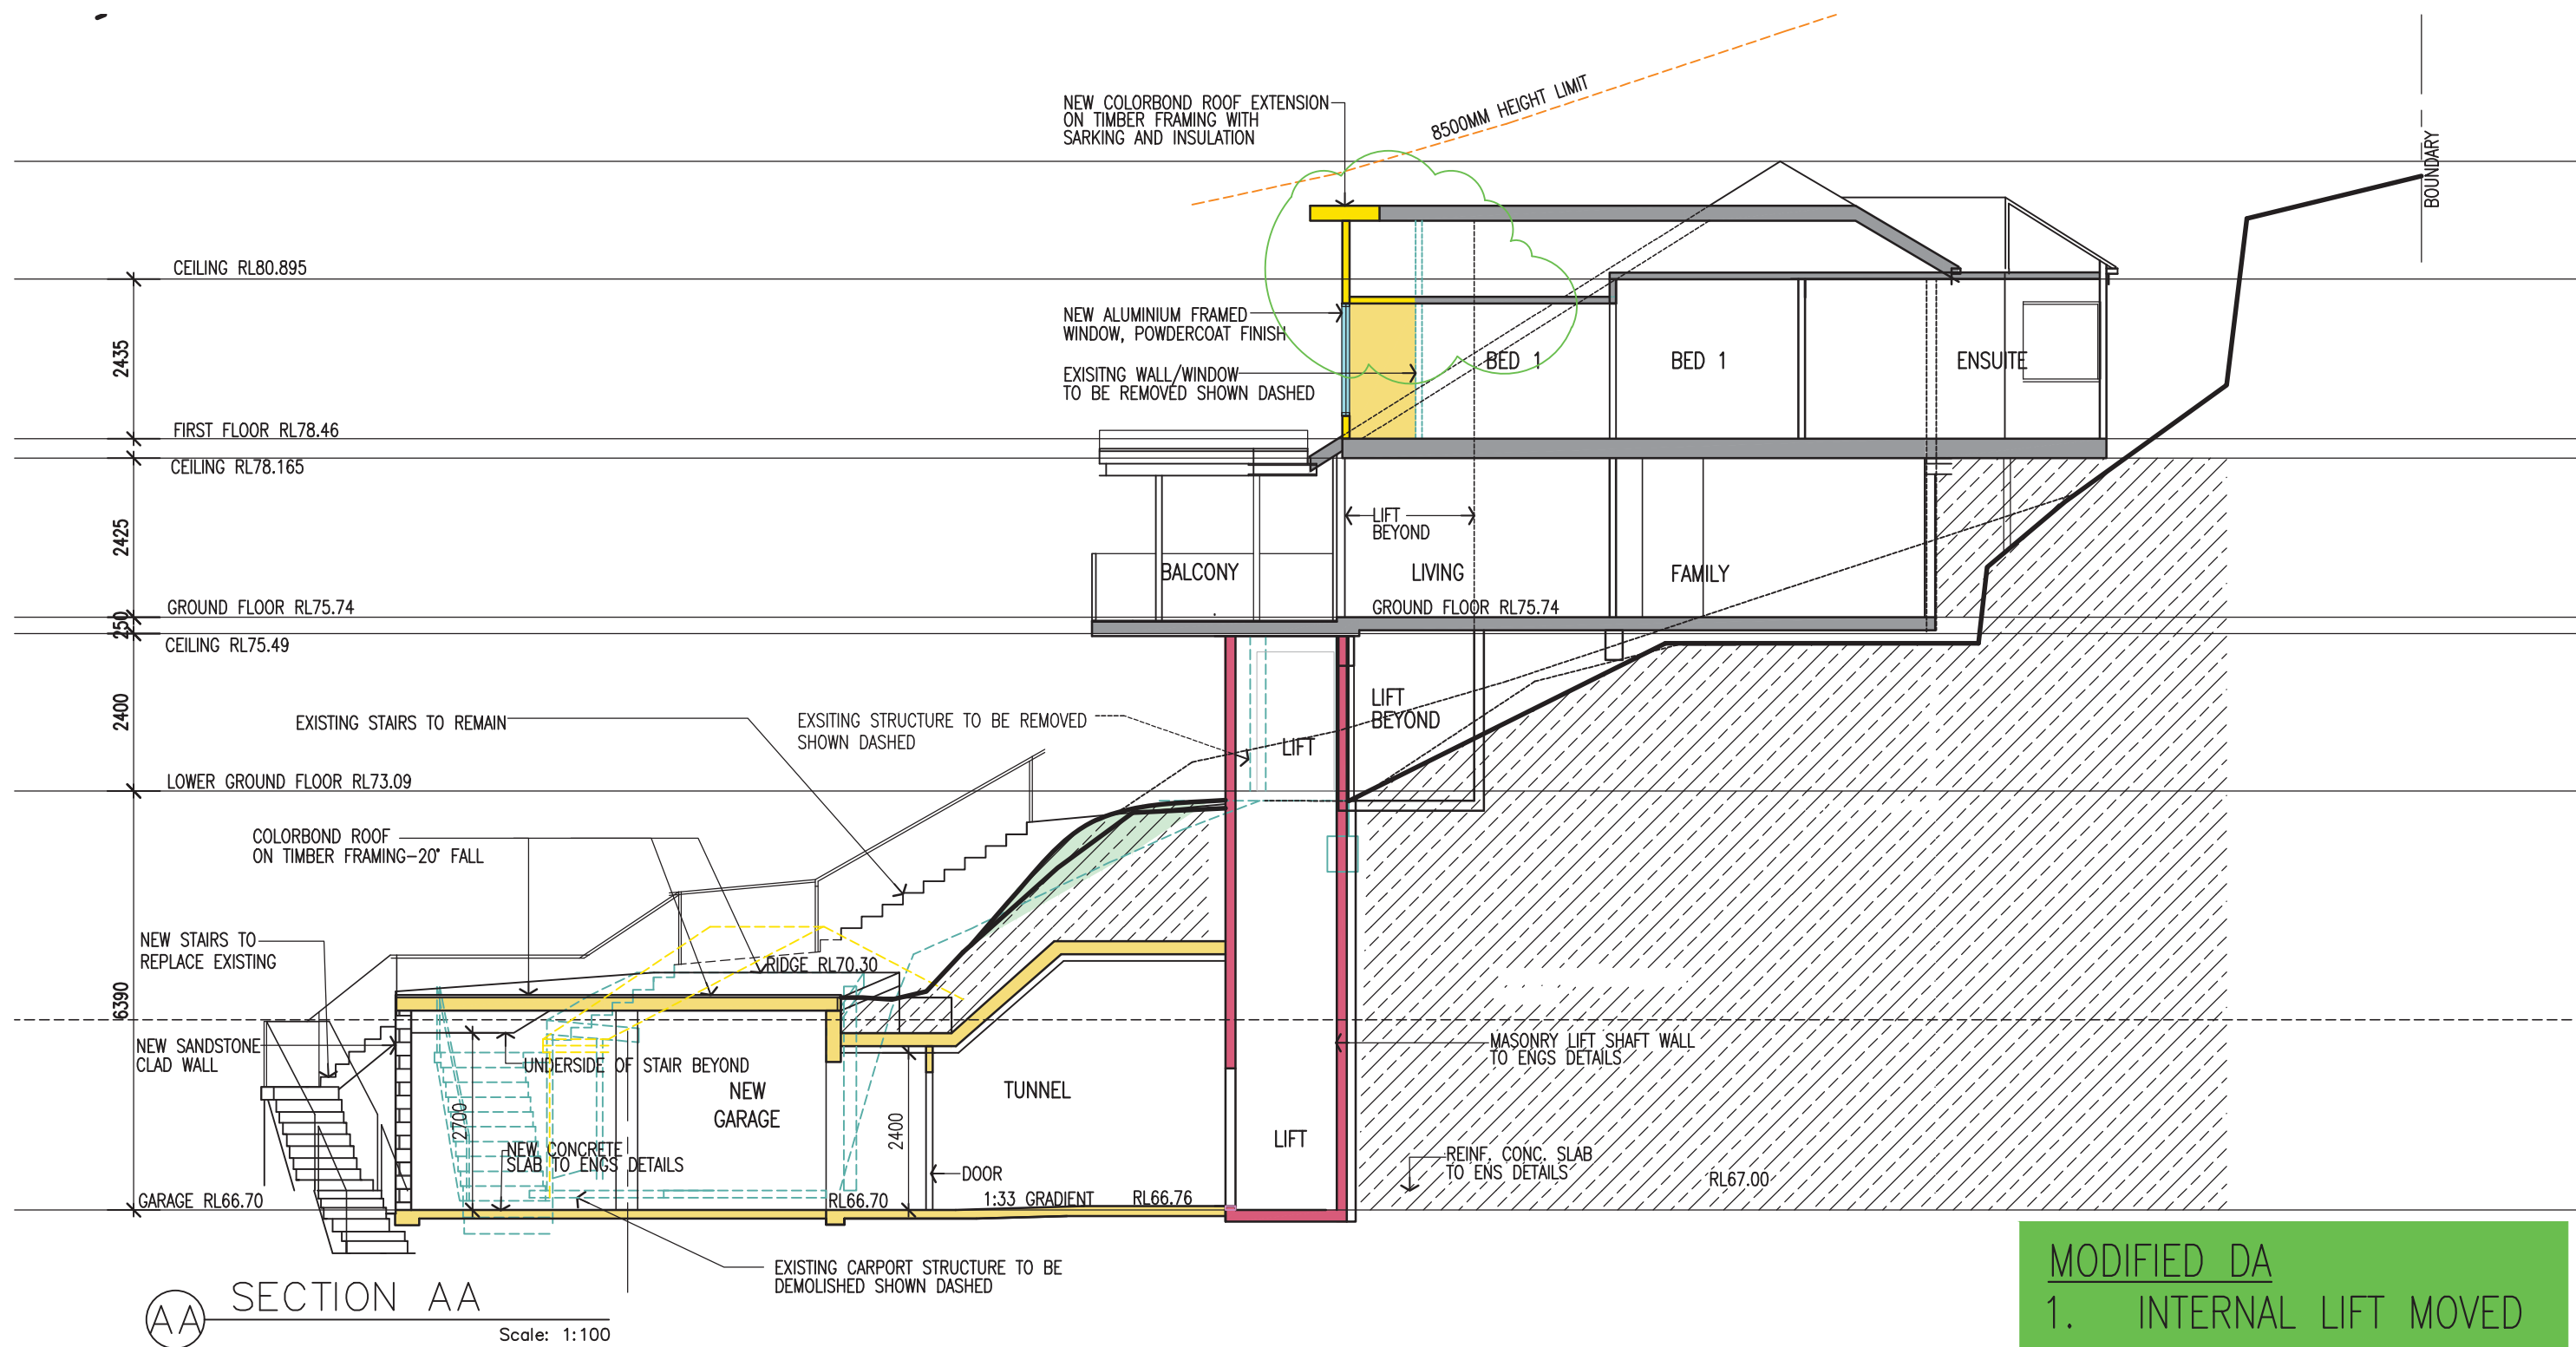 NEW COLORBOND ROOF EXTENSION
ON TIMBER FRAMING WITH
SARKING AND INSULATION
8500MM HEIGHT LIMIT
BOUNDARY
CEILING RL80.895
NEW ALUMINIUM FRAMED
WINDOW, POWDERCOAT FINISH
EXISITNG WALL/WINDOW
TO BE REMOVED SHOWN DASHED
BED 1
BED 1
ENSUITE
2435
FIRST FLOOR RL78.46
CEILING RL78.165
LIFT
BEYOND
2425
BALCONY
LIVING
FAMILY
GROUND FLOOR RL75.74
GROUND FLOOR RL75.74
250
CEILING RL75.49
2400
EXISTING STAIRS TO REMAIN
EXSITING STRUCTURE TO BE REMOVED
SHOWN DASHED
LIFT
LIFT
BEYOND
LOWER GROUND FLOOR RL73.09
COLORBOND ROOF
ON TIMBER FRAMING-20° FALL
NEW STAIRS TO
REPLACE EXISTING
RIDGE RL70.30
6390
NEW SANDSTONE
CLAD WALL
UNDERSIDE OF STAIR BEYOND
MASONRY LIFT SHAFT WALL
TO ENGS DETAILS
NEW
GARAGE
TUNNEL
2700
2400
LIFT
NEW CONCRETE
SLAB TO ENGS DETAILS
DOOR
REINF. CONC. SLAB
TO ENS DETAILS
RL67.00
GARAGE RL66.70
RL66.70
1:33 GRADIENT
RL66.76
EXISTING CARPORT STRUCTURE TO BE
DEMOLISHED SHOWN DASHED
AA
SECTION AA
Scale: 1:100
MODIFIED DA
1. INTERNAL LIFT MOVED